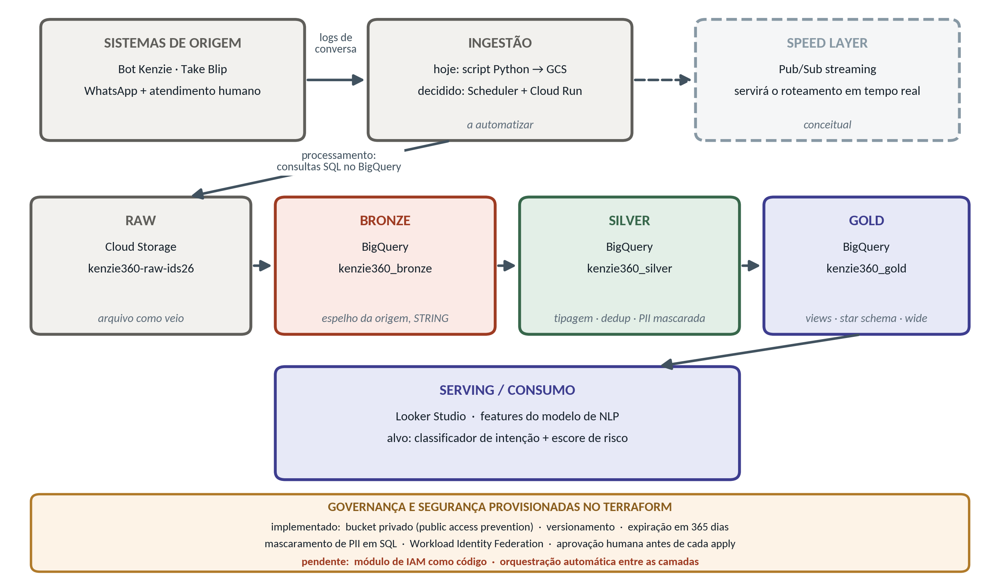 SISTEMAS DE ORIGEM
Bot Kenzie · Take Blip
WhatsApp + atendimento humano
logs de
conversa
INGESTÃO
hoje: script Python → GCS
decidido: Scheduler + Cloud Run
a automatizar
SPEED LAYER
Pub/Sub streaming
servirá o roteamento em tempo real
conceitual
processamento:
consultas SQL no BigQuery
RAW
Cloud Storage
kenzie360-raw-ids26
arquivo como veio
BRONZE
BigQuery
kenzie360_bronze
espelho da origem, STRING
SILVER
BigQuery
kenzie360_silver
tipagem · dedup · PII mascarada
GOLD
BigQuery
kenzie360_gold
views · star schema · wide
SERVING / CONSUMO
Looker Studio · features do modelo de NLP
alvo: classificador de intenção + escore de risco
GOVERNANÇA E SEGURANÇA PROVISIONADAS NO TERRAFORM
implementado: bucket privado (public access prevention) · versionamento · expiração em 365 dias
mascaramento de PII em SQL · Workload Identity Federation · aprovação humana antes de cada apply
pendente: módulo de IAM como código · orquestração automática entre as camadas